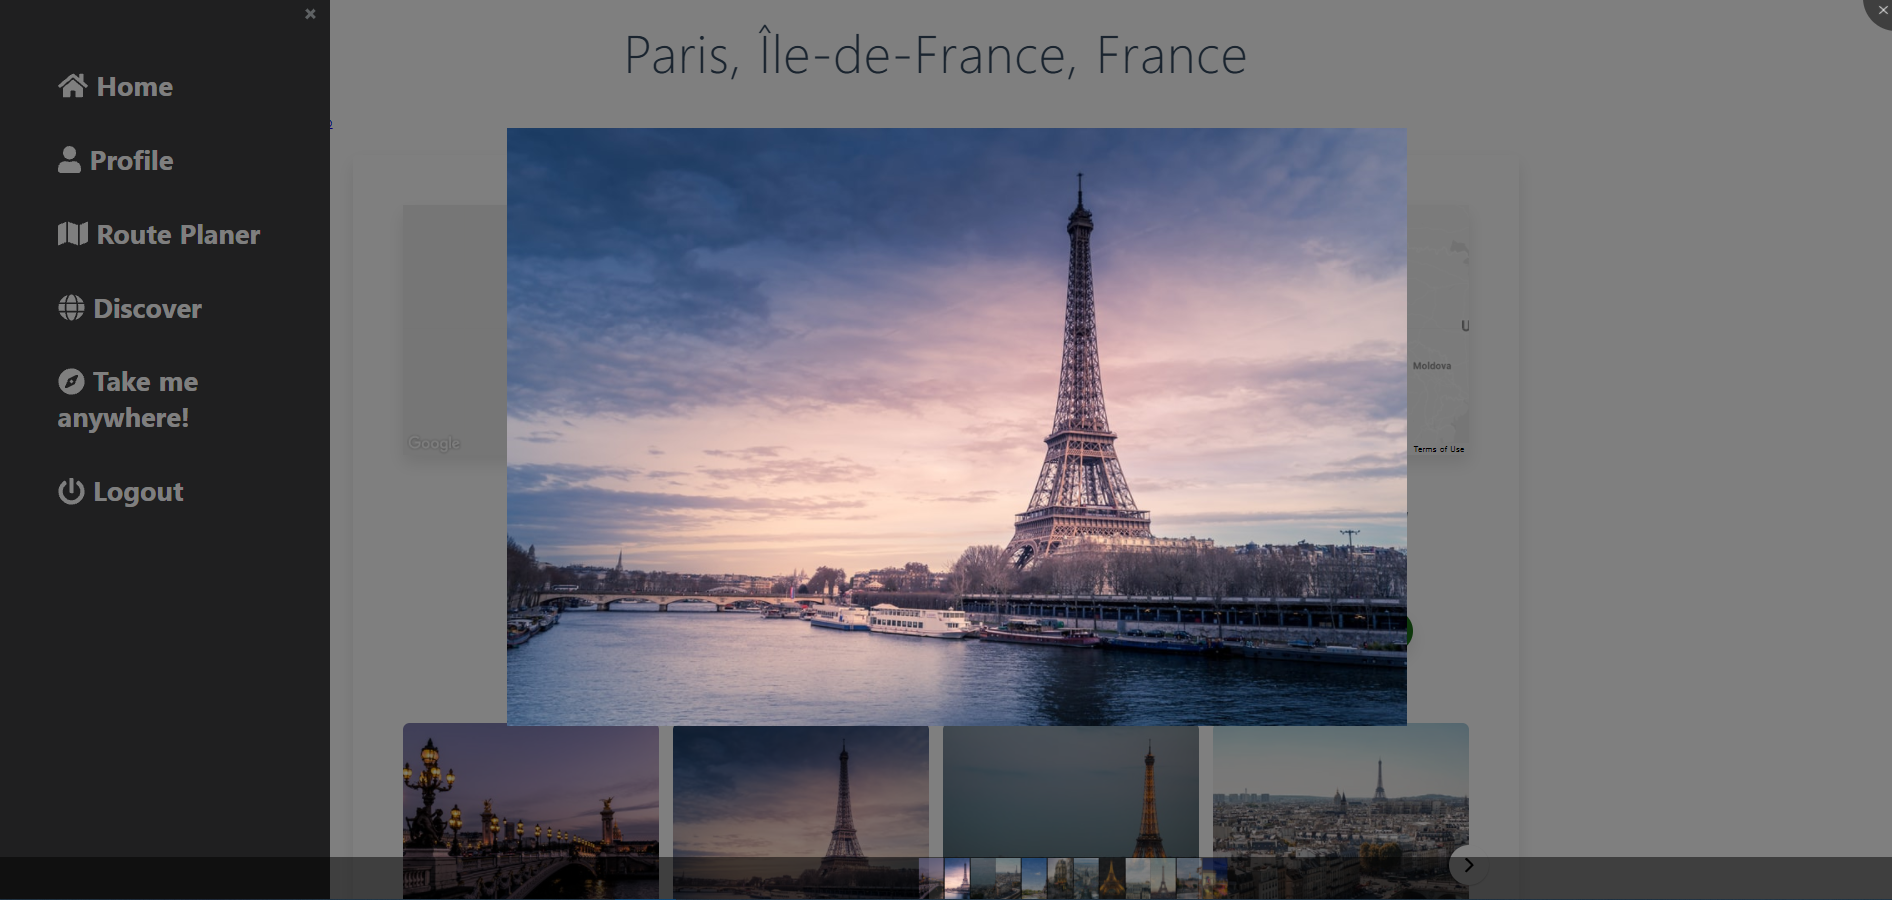 Home
Profile
Route Planer
Discover
Take me
anywhere!
Logout
Paris, Île-de-France, France
Google
U
Moldova
Terms of Use